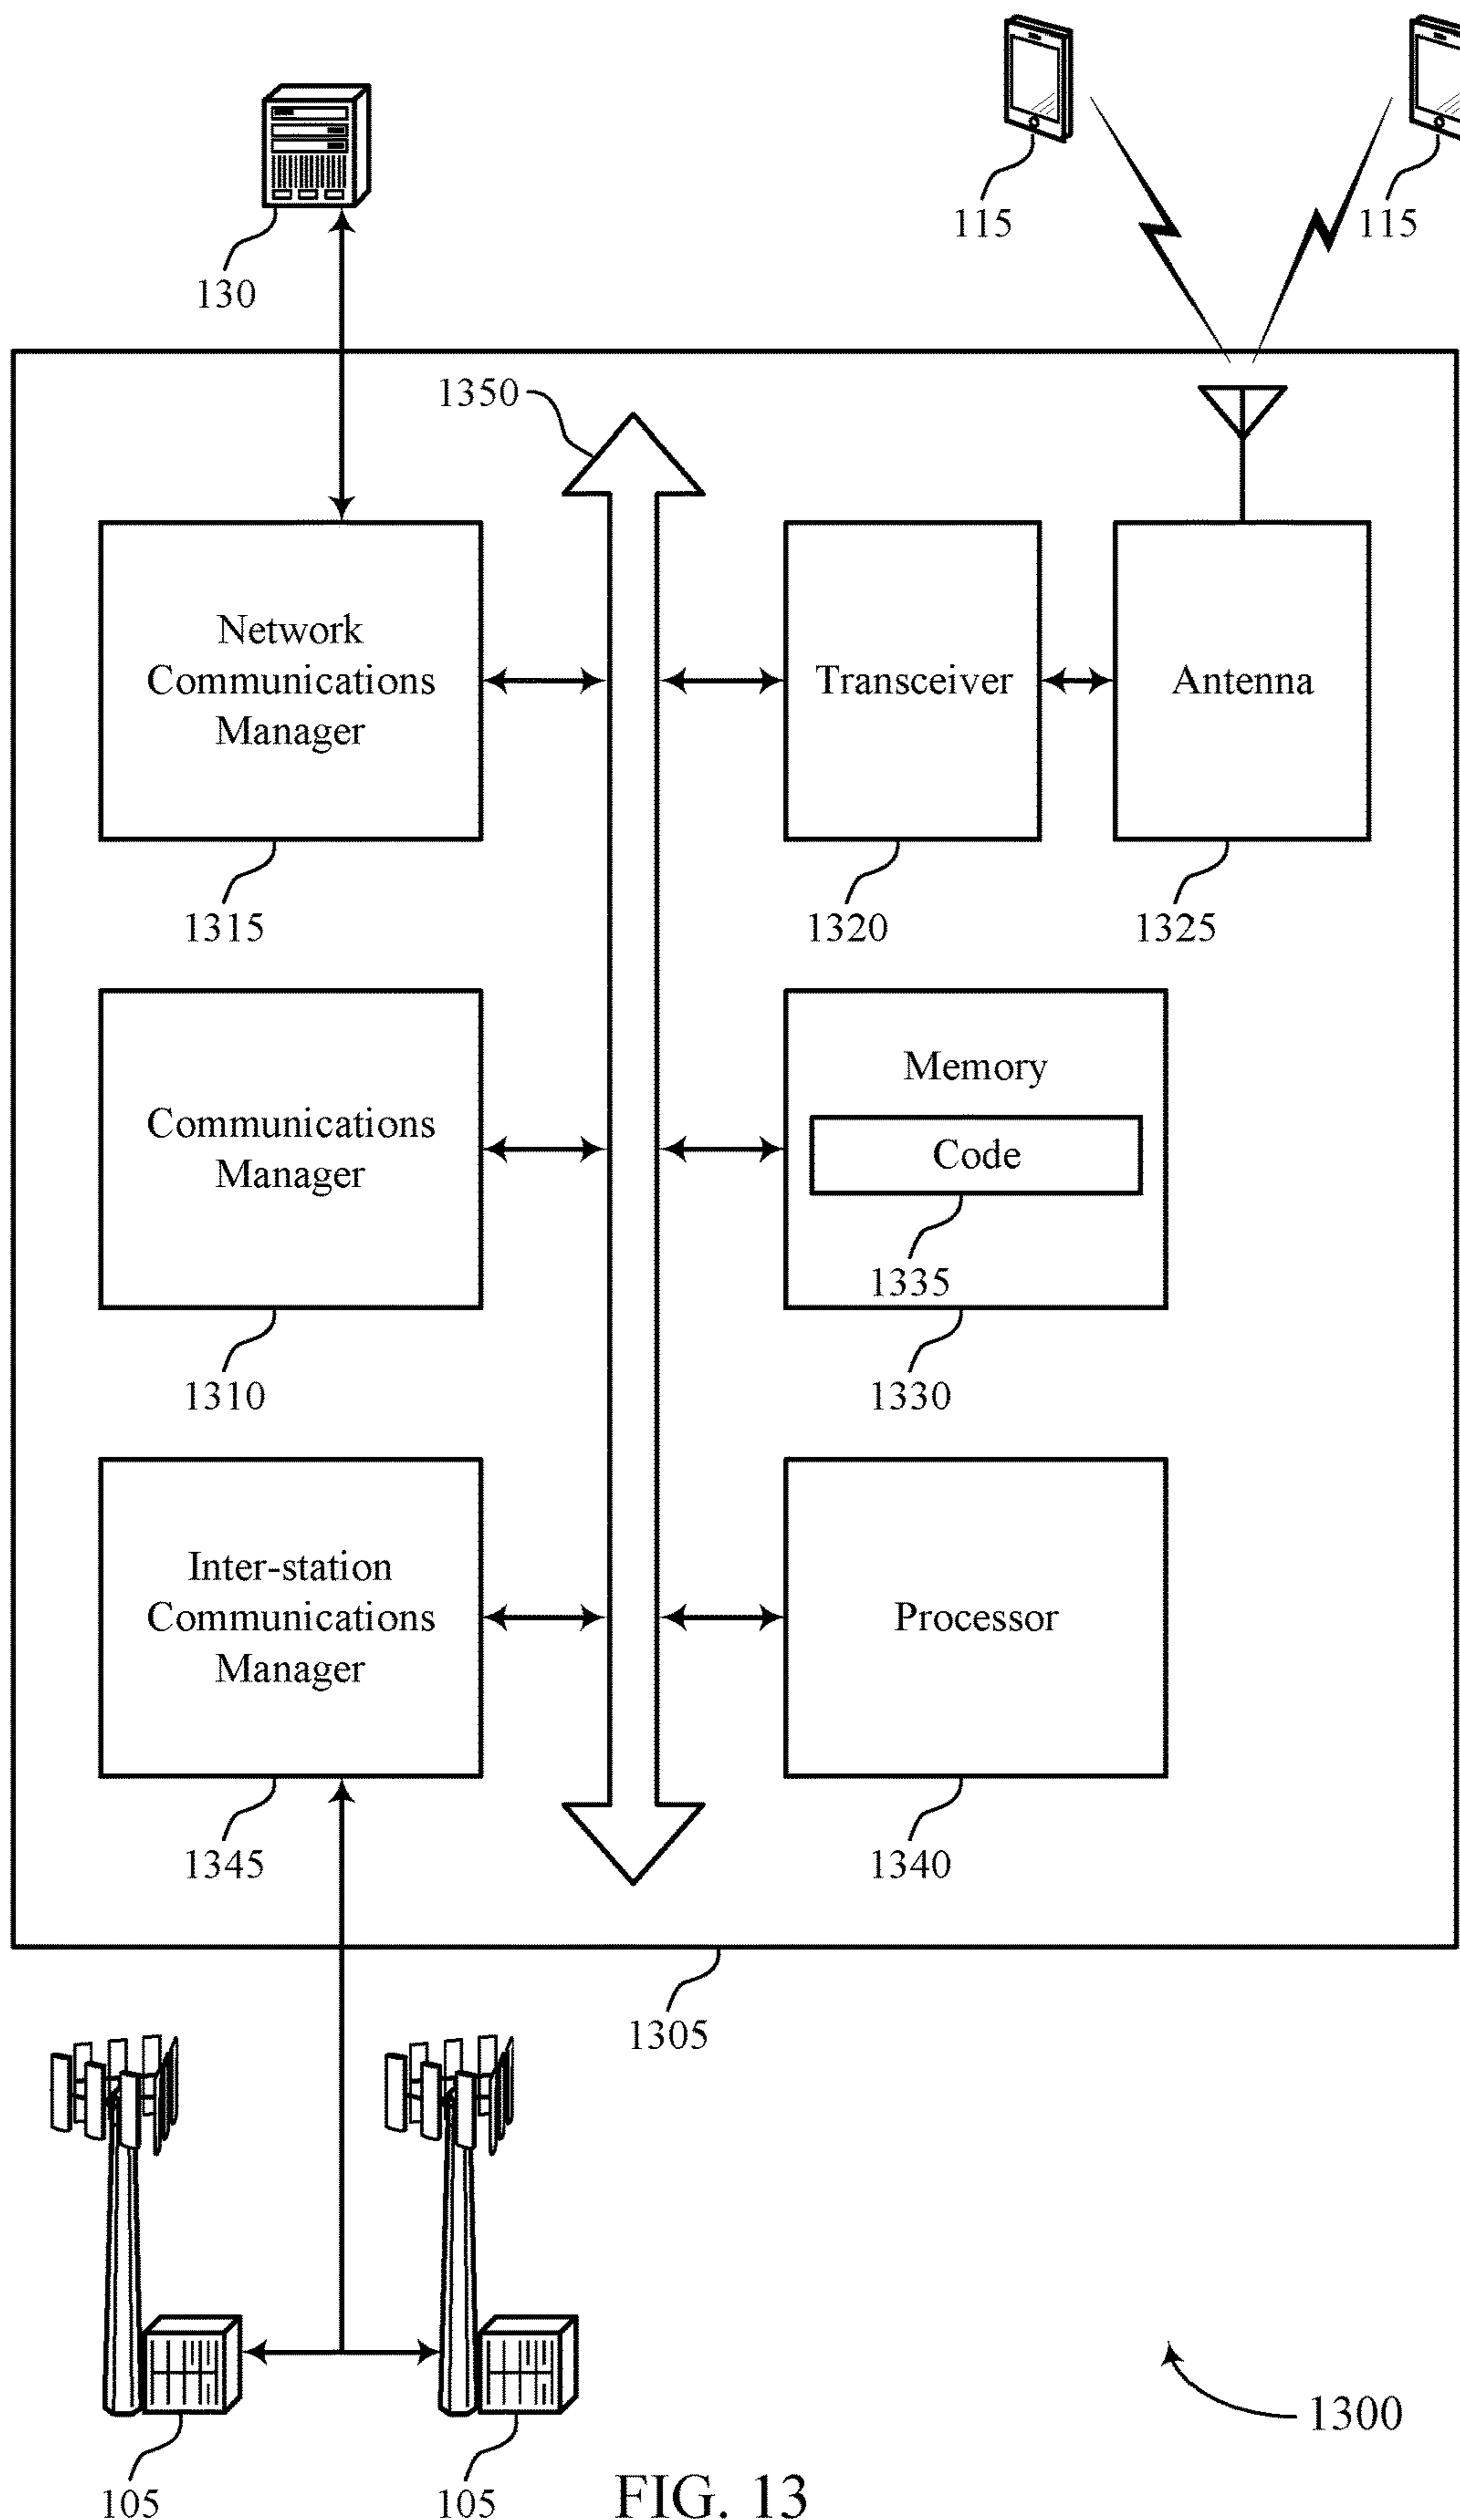 115
115
130
1350
Network
Communications
Manager
Transceiver
Antenna
1315
1320
1325
Communications
Manager
Memory
Code
1335
1310
1330
Inter-station
Communications
Manager
Processor
1345
1340
1305
1300
105
105
FIG. 13